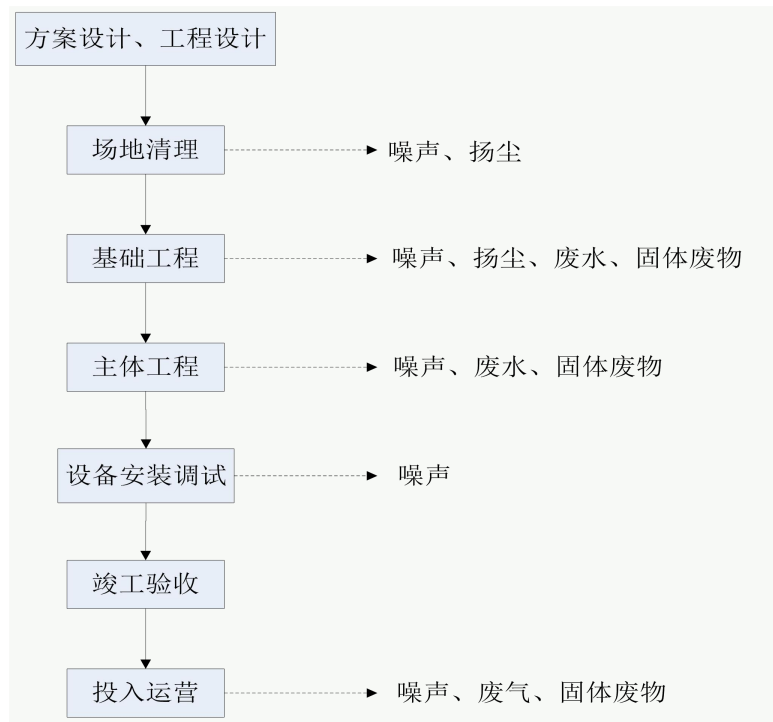 方案设计、工程设计
场地清理
噪声、扬尘
基础工程
噪声、扬尘、废水、固体废物
主体工程
噪声、废水、固体废物
设备安装调试
噪声
竣工验收
投入运营
噪声、废气、固体废物